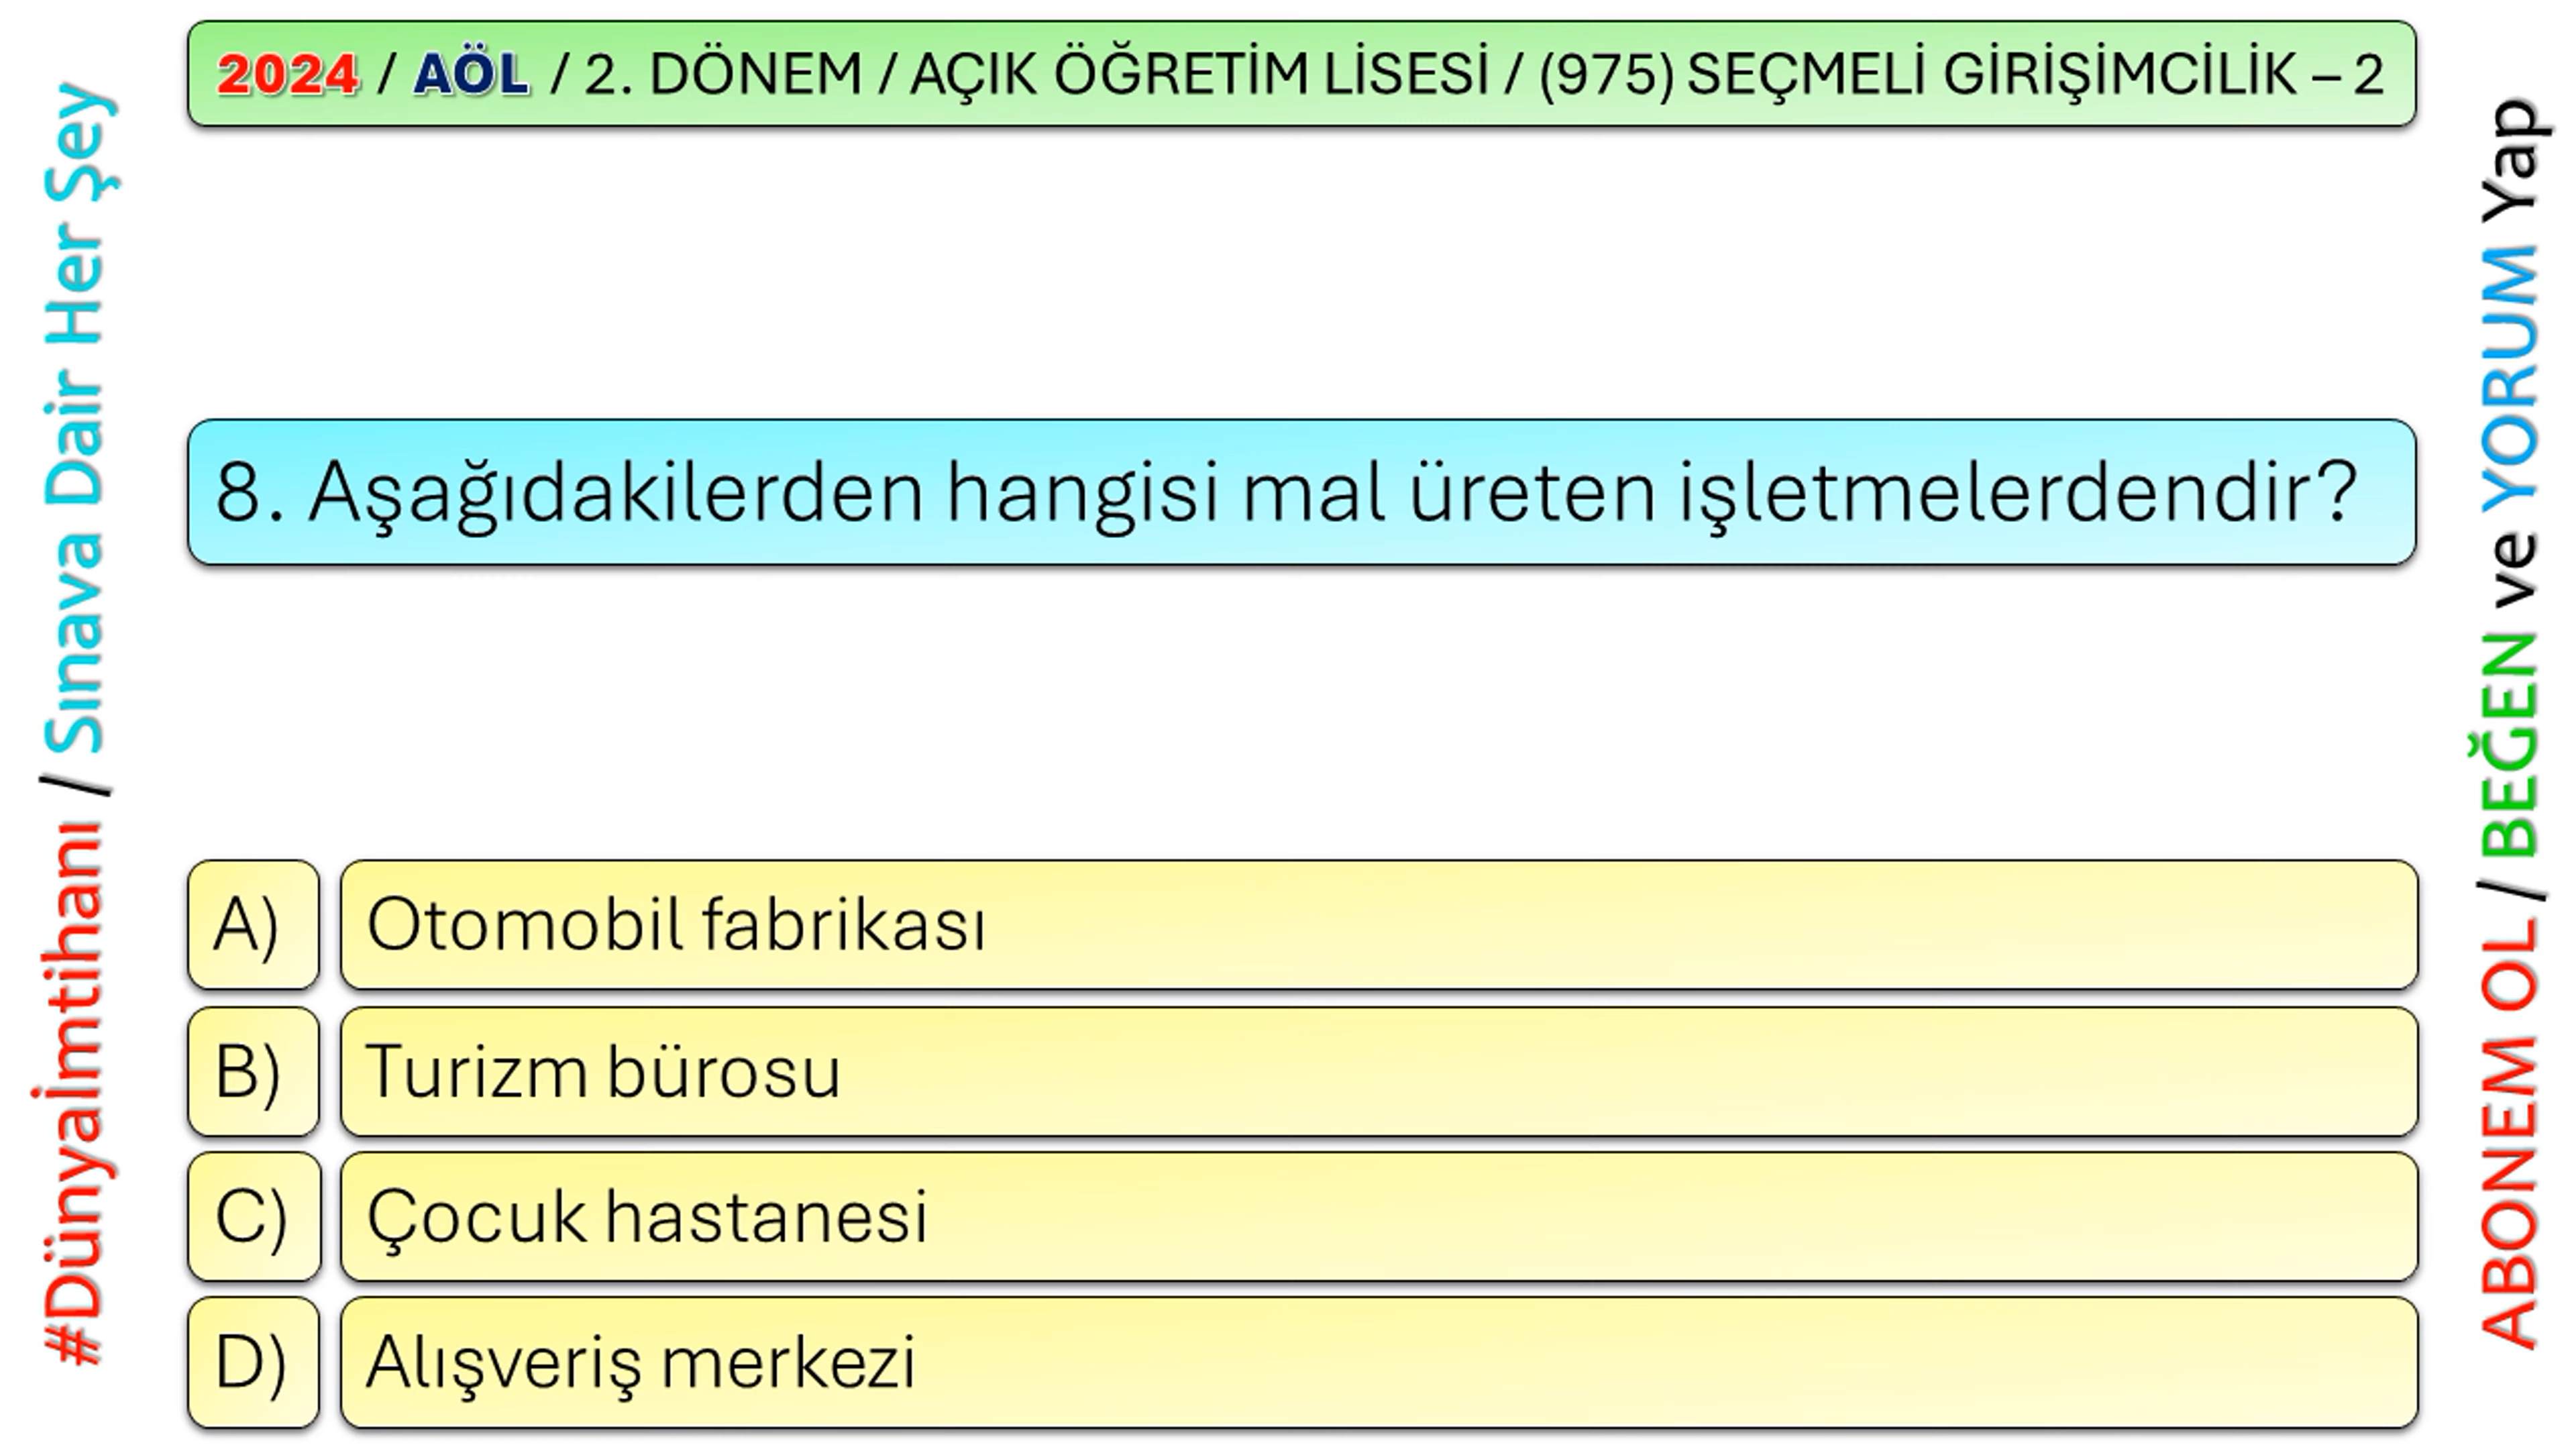 2024 / AÖL / 2. DÖNEM / AÇIK ÖĞRETİM LİSESİ / (975) SEÇMELİ GİRİŞİMCİLİK – 2
#Dünyaİmtihanı / Sınava Dair Her Şey
8. Aşağıdakilerden hangisi mal üreten işletmelerdendir?
A) Otomobil fabrikası
B) Turizm bürosu
C) Çocuk hastanesi
D) Alışveriş merkezi
ABONEM OL / BEĞEN ve YORUM Yap